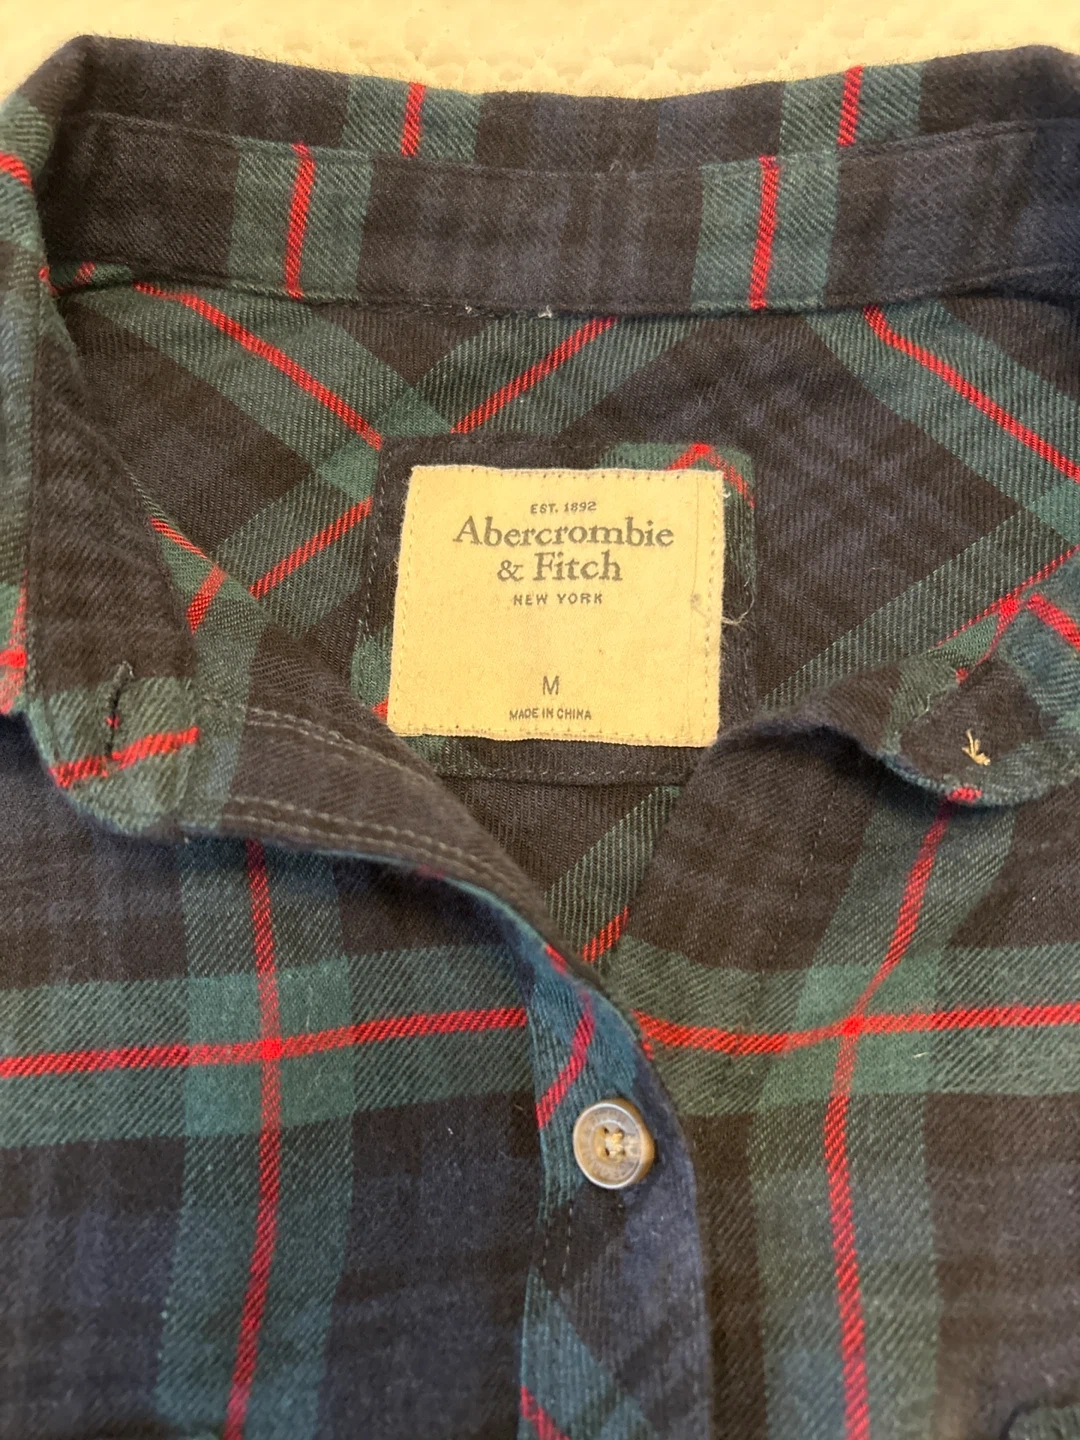 EST. 1892
Abercrombie
& Fitch
NEW YORK
M
MADE IN CHINA